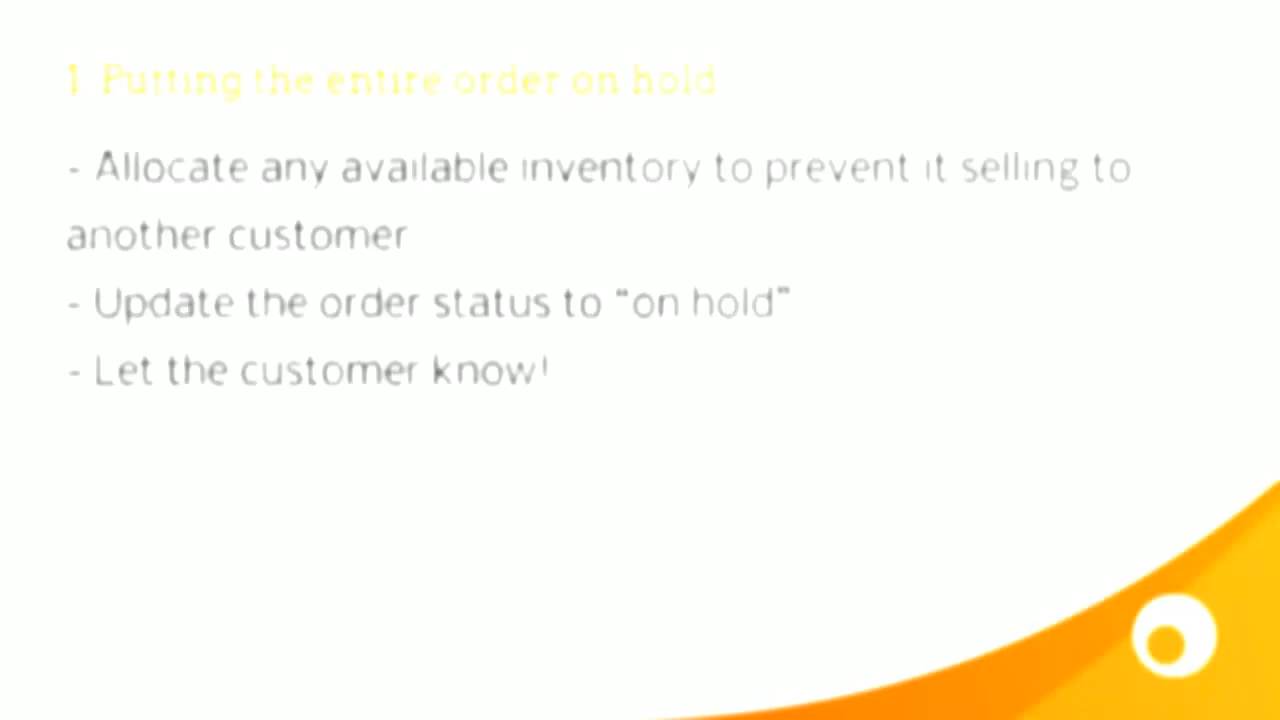 1 Putting the entire order on hold
- Allocate any available inventory to prevent it selling to
another customer
- Update the order status to “on hold”
- Let the customer know!